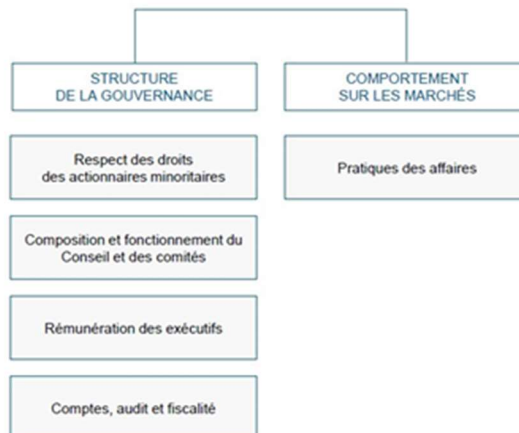 STRUCTURE
DE LA GOUVERNANCE
Respect des droits
des actionnaires minoritaires
Composition et fonctionnement du
Conseil et des comités
Rémunération des exécutifs
Comptes, audit et fiscalité
COMPORTEMENT
SUR LES MARCHÉS
Pratiques des affaires